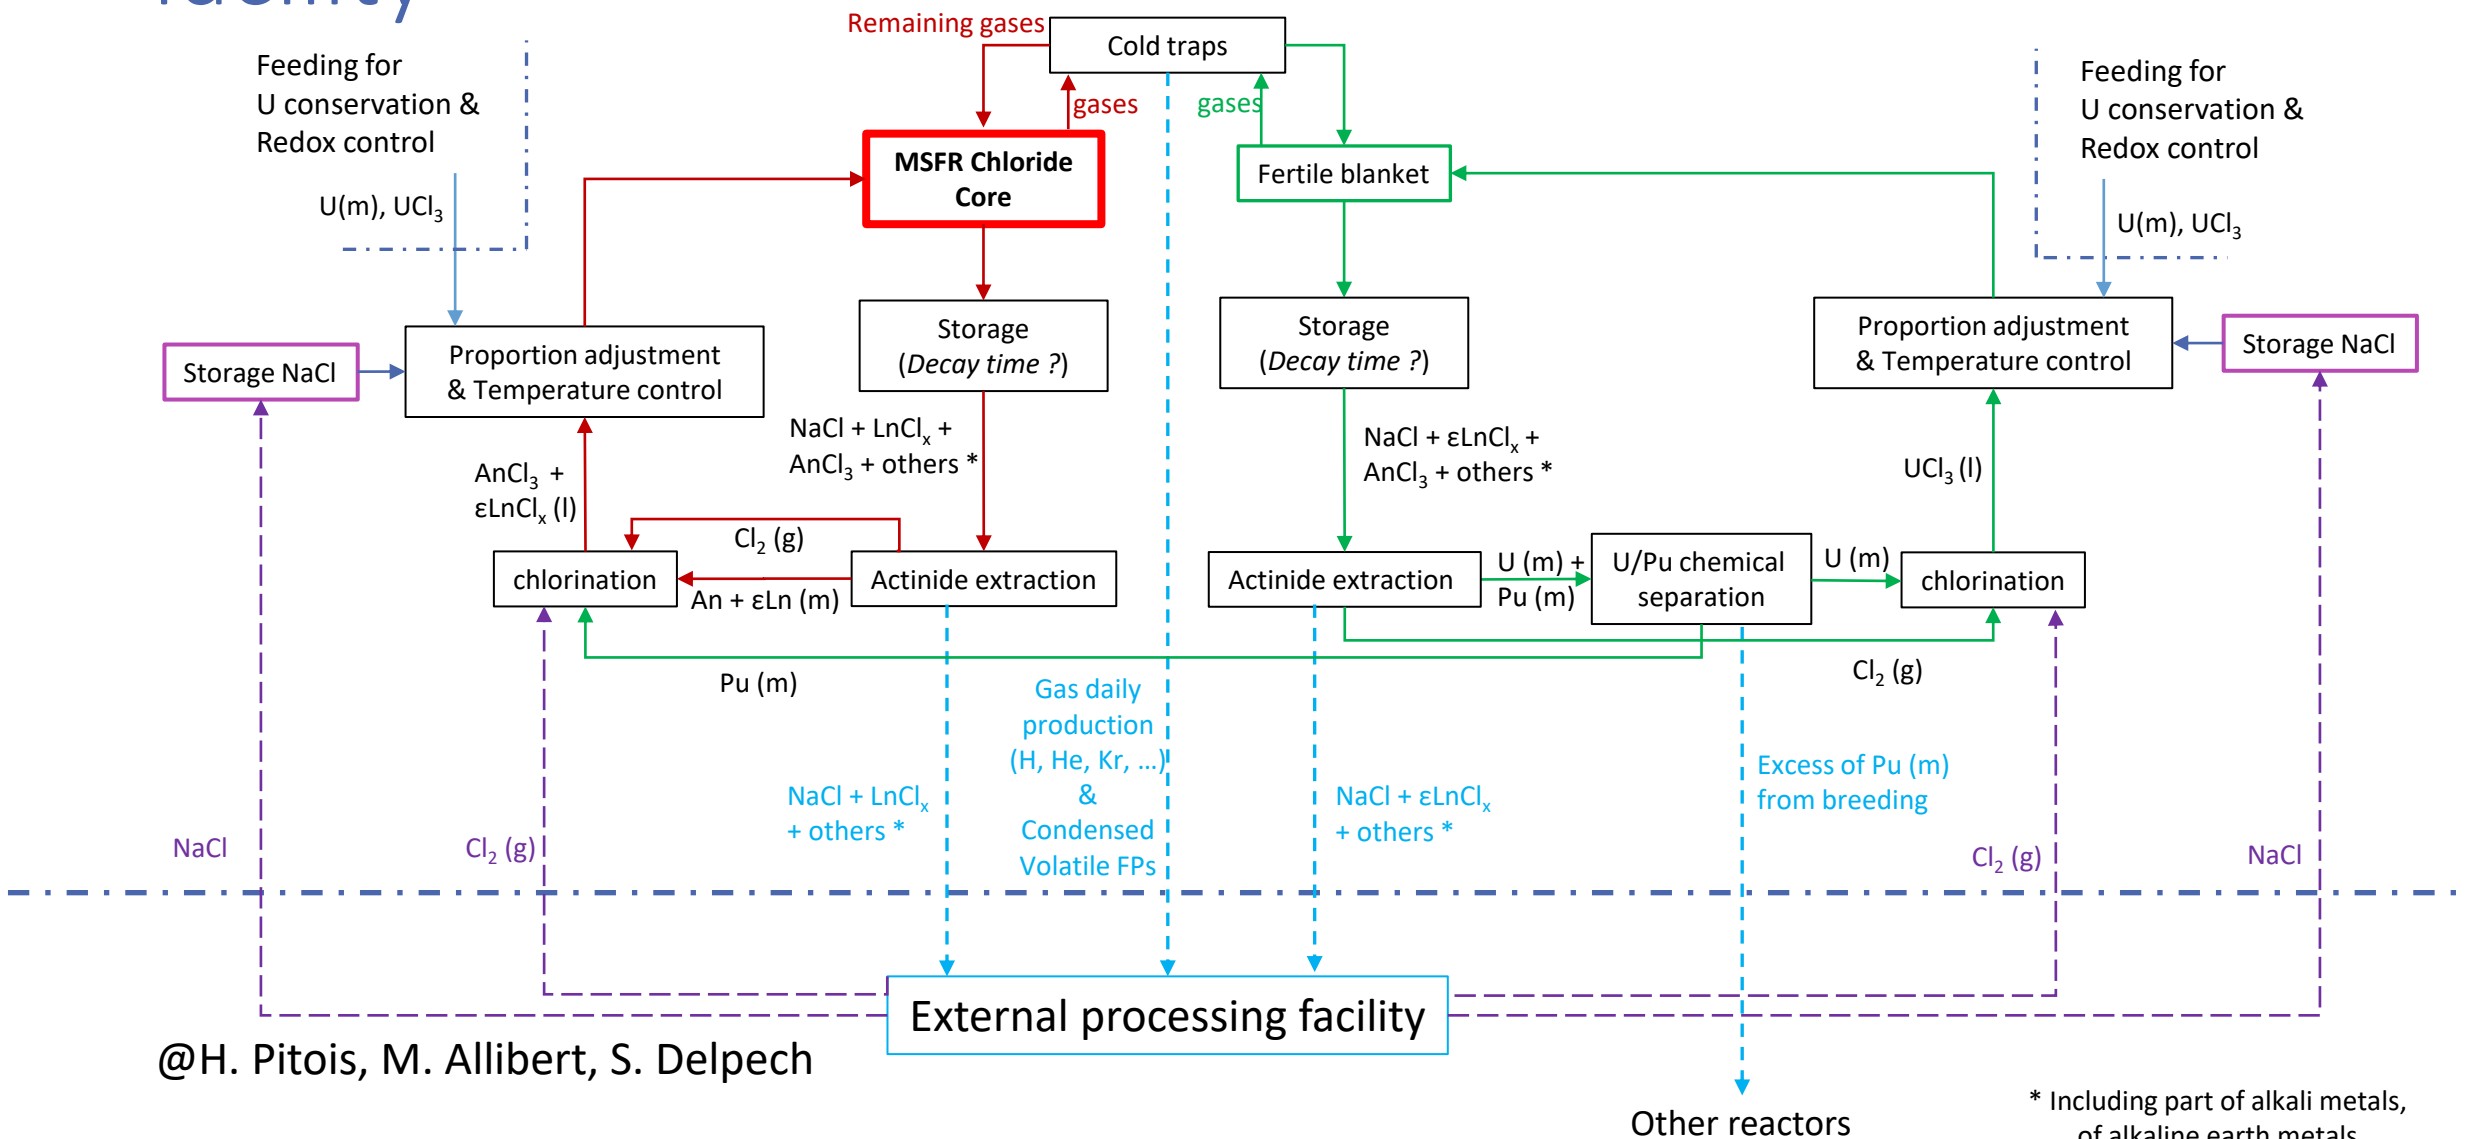 Remaining gases
Cold traps
Feeding for
U conservation &
Redox control
Feeding for
U conservation &
Redox control
gases
gases
MSFR Chloride
Core
Fertile blanket
U(m), UCl₃
U(m), UCl₃
Storage NaCl
Proportion adjustment
& Temperature control
Storage
(Decay time ?)
Storage
(Decay time ?)
Proportion adjustment
& Temperature control
Storage NaCl
NaCl + LnClₓ +
AnCl₃ + others *
NaCl + εLnClₓ +
AnCl₃ + others *
AnCl₃ +
εLnClₓ (l)
UCl₃ (l)
Cl₂ (g)
chlorination
An + εLn (m)
Actinide extraction
Actinide extraction
U (m) +
Pu (m)
U/Pu chemical
separation
U (m)
chlorination
Pu (m)
Cl₂ (g)
Gas daily
production
(H, He, Kr, ...)
&
Condensed
Volatile FPs
NaCl + LnClₓ
+ others *
NaCl + εLnClₓ
+ others *
Excess of Pu (m)
from breeding
NaCl
Cl₂ (g)
Cl₂ (g)
NaCl
External processing facility
@H. Pitois, M. Allibert, S. Delpech
Other reactors
* Including part of alkali metals,
of alkaline earth metals